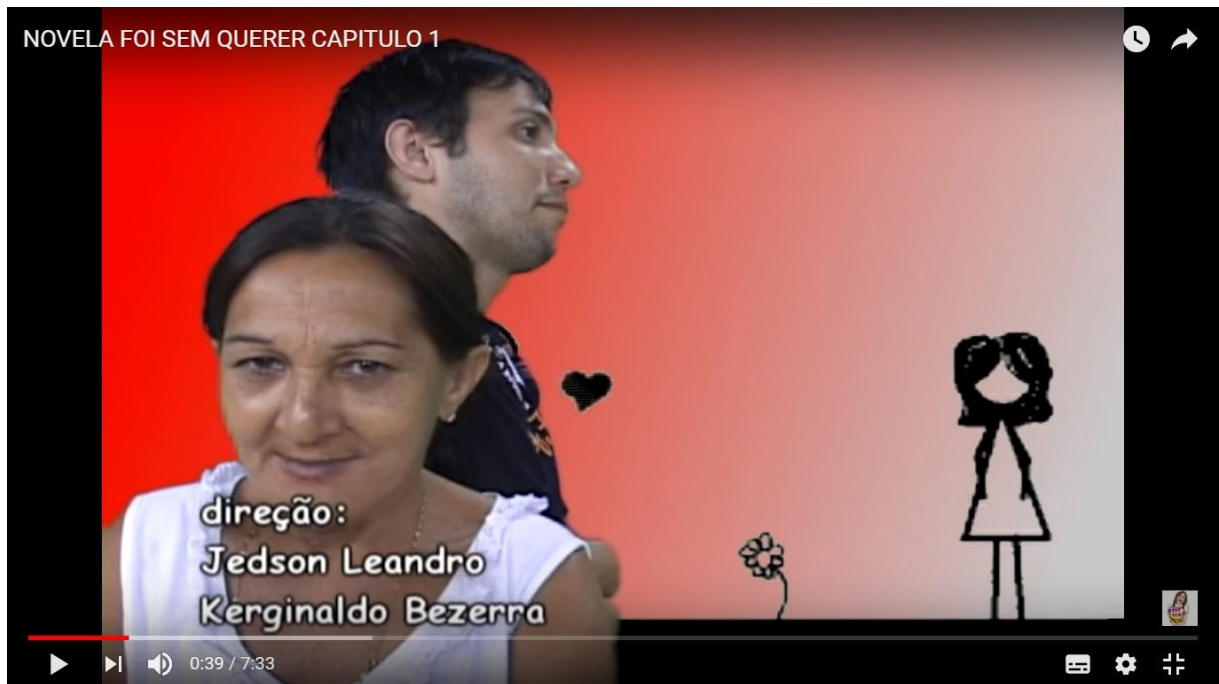 NOVELA FOI SEM QUERER CAPITULO 1
direção:
Jedson Leandro
Kerginaldo Bezerra
0:39 / 7:33